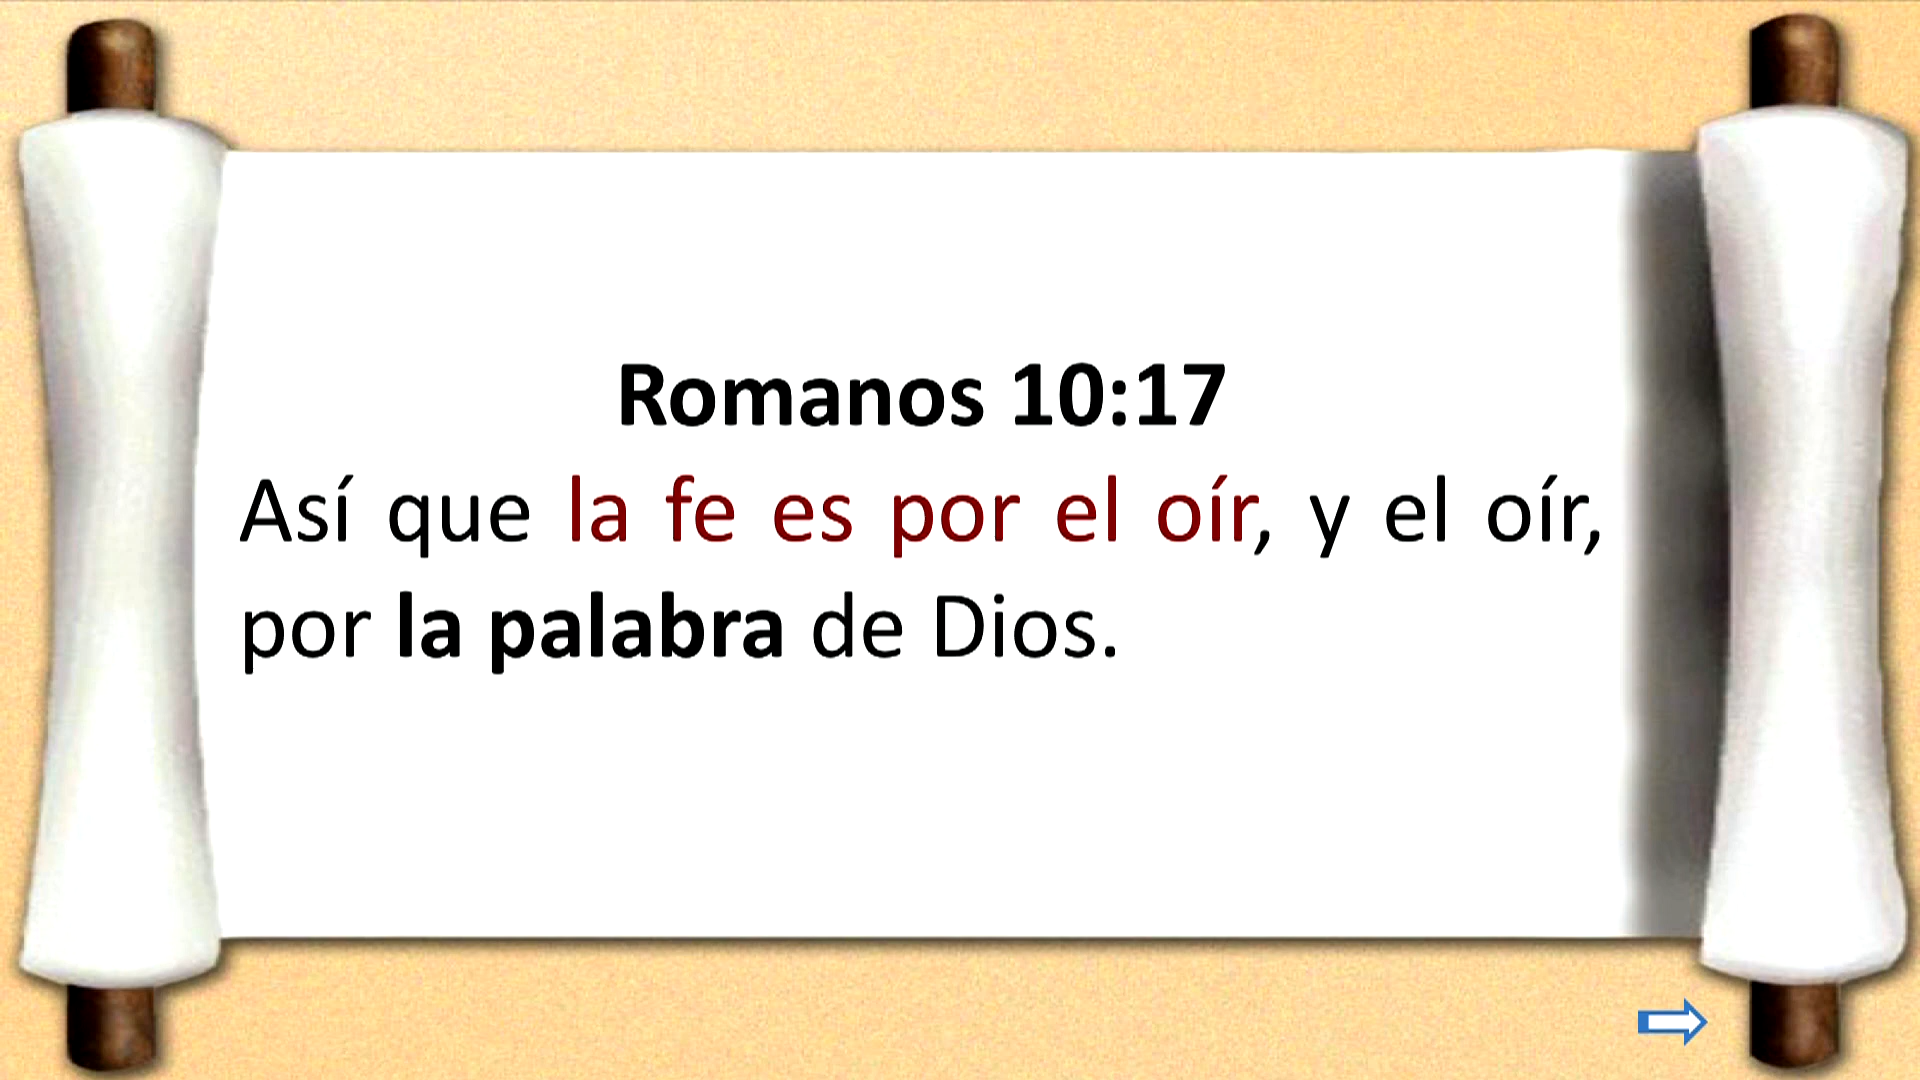 Romanos 10:17
Así que la fe es por el oír, y el oír,
por la palabra de Dios.